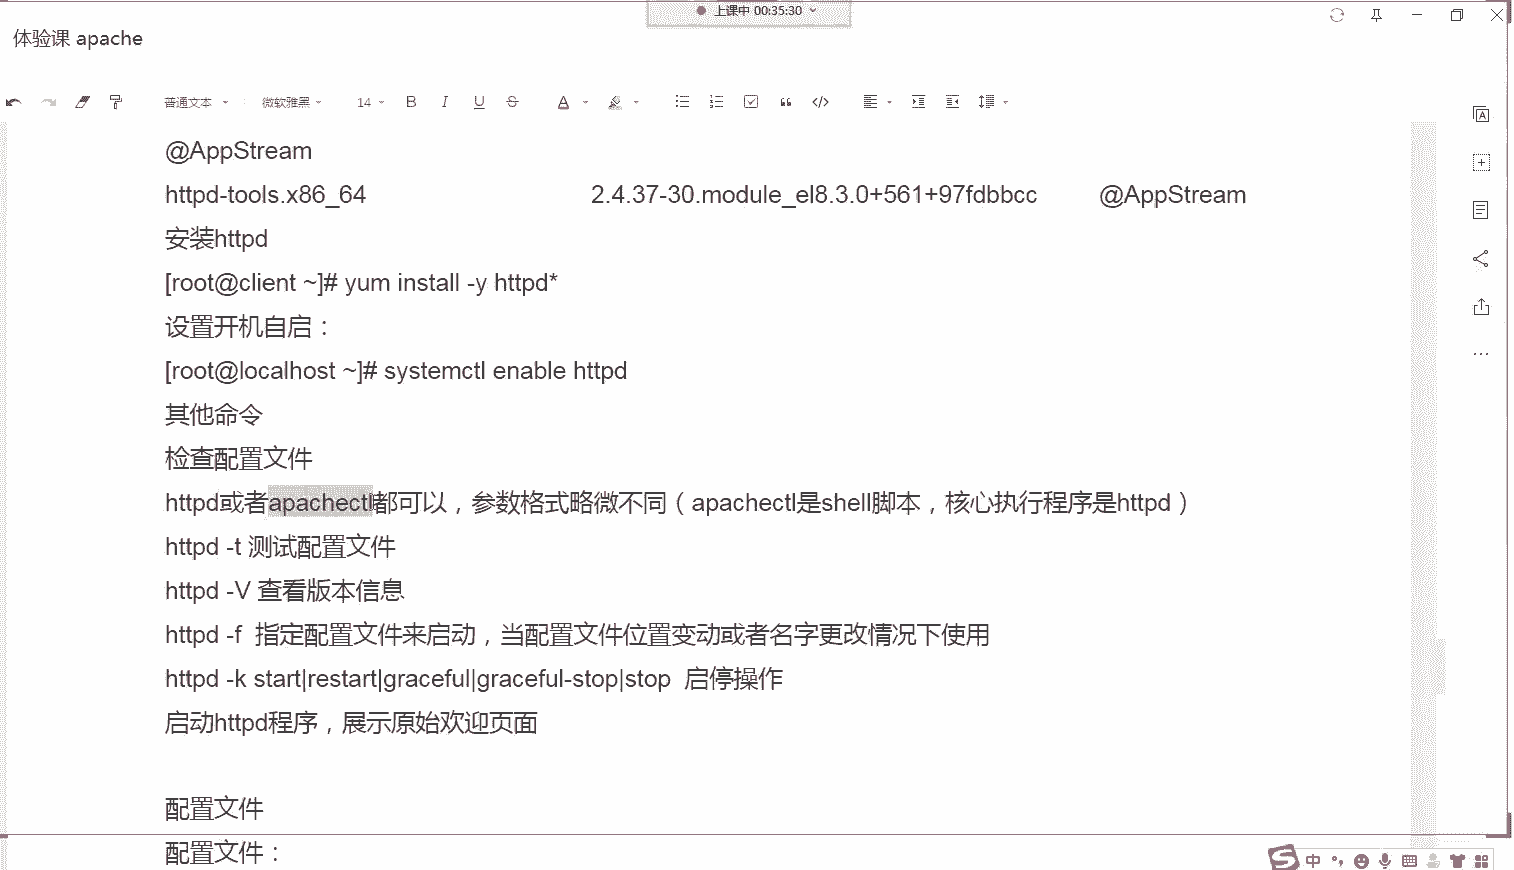 上课中 00:35:30
体验课 apache
普通文本 微软雅黑 14 B I U S A
@AppStream
httpd-tools.x86_64 2.4.37-30.module_el8.3.0+561+97fdbbcc @AppStream
安装httpd
[root@client ~]# yum install -y httpd*
设置开机自启：
[root@localhost ~]# systemctl enable httpd
其他命令
检查配置文件
httpd或者apachectl都可以，参数格式略微不同（apachectl是shell脚本，核心执行程序是httpd）
httpd -t 测试配置文件
httpd -V 查看版本信息
httpd -f 指定配置文件来启动，当配置文件位置变动或者名字更改情况下使用
httpd -k start|restart|graceful|graceful-stop|stop 启停操作
启动httpd程序，展示原始欢迎页面
配置文件
配置文件：
中